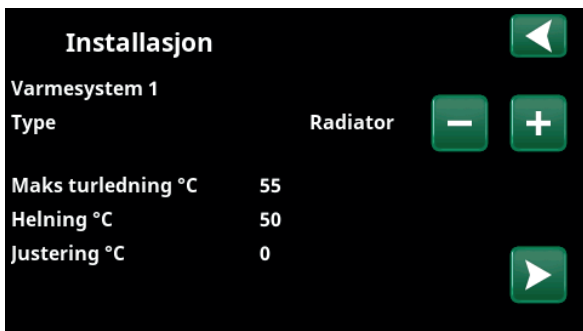 Installasjon
Varmesystem 1
Type Radiator
Maks turledning °C 55
Helning °C 50
Justering °C 0